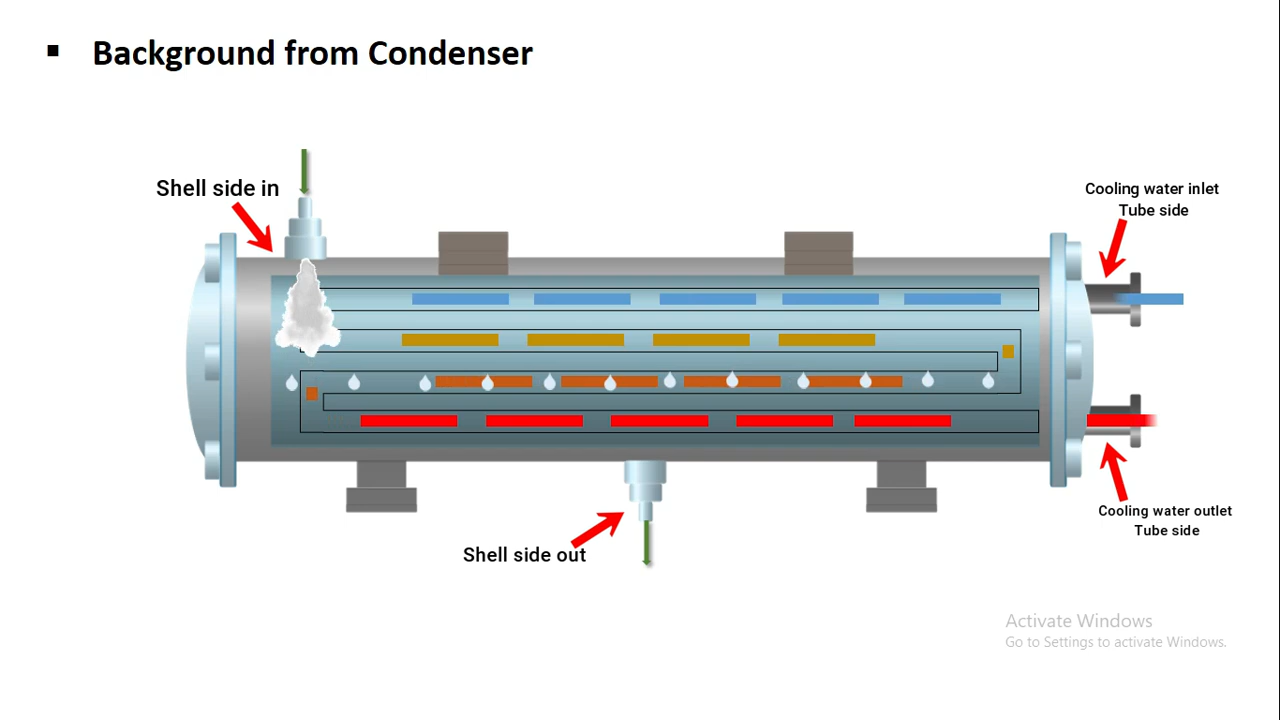 ▪ Background from Condenser
Shell side in
Cooling water inlet
Tube side
Cooling water outlet
Tube side
Shell side out
Activate Windows
Go to Settings to activate Windows.